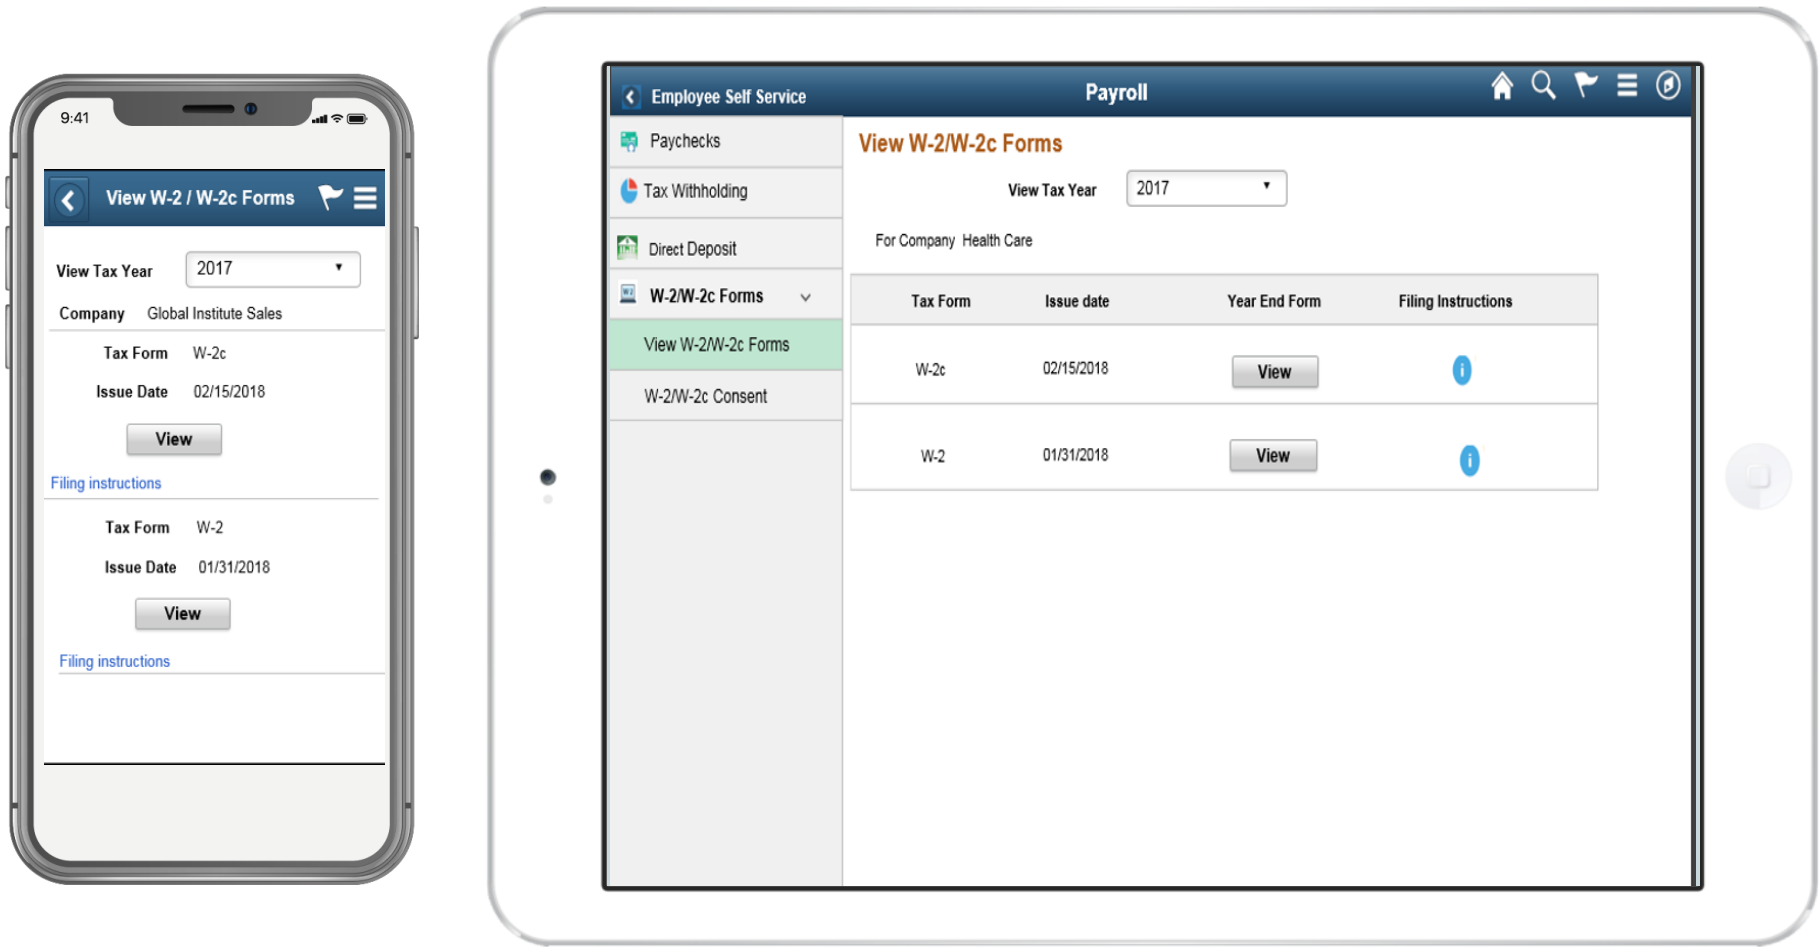 9:41
View W-2 / W-2c Forms
View Tax Year 2017
Company Global Institute Sales
Tax Form W-2c
Issue Date 02/15/2018
View
Filing instructions
Tax Form W-2
Issue Date 01/31/2018
View
Filing instructions
Employee Self Service Payroll
Paychecks
Tax Withholding
Direct Deposit
W2 W-2/W-2c Forms
View W-2/W-2c Forms
W-2/W-2c Consent
View W-2/W-2c Forms
View Tax Year 2017
For Company Health Care
Tax Form Issue date Year End Form Filing Instructions
W-2c 02/15/2018 View i
W-2 01/31/2018 View i